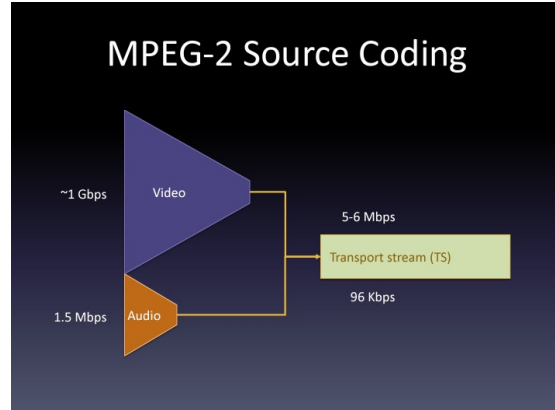 MPEG-2 Source Coding
~1 Gbps
Video
5-6 Mbps
Transport stream (TS)
96 Kbps
1.5 Mbps
Audio